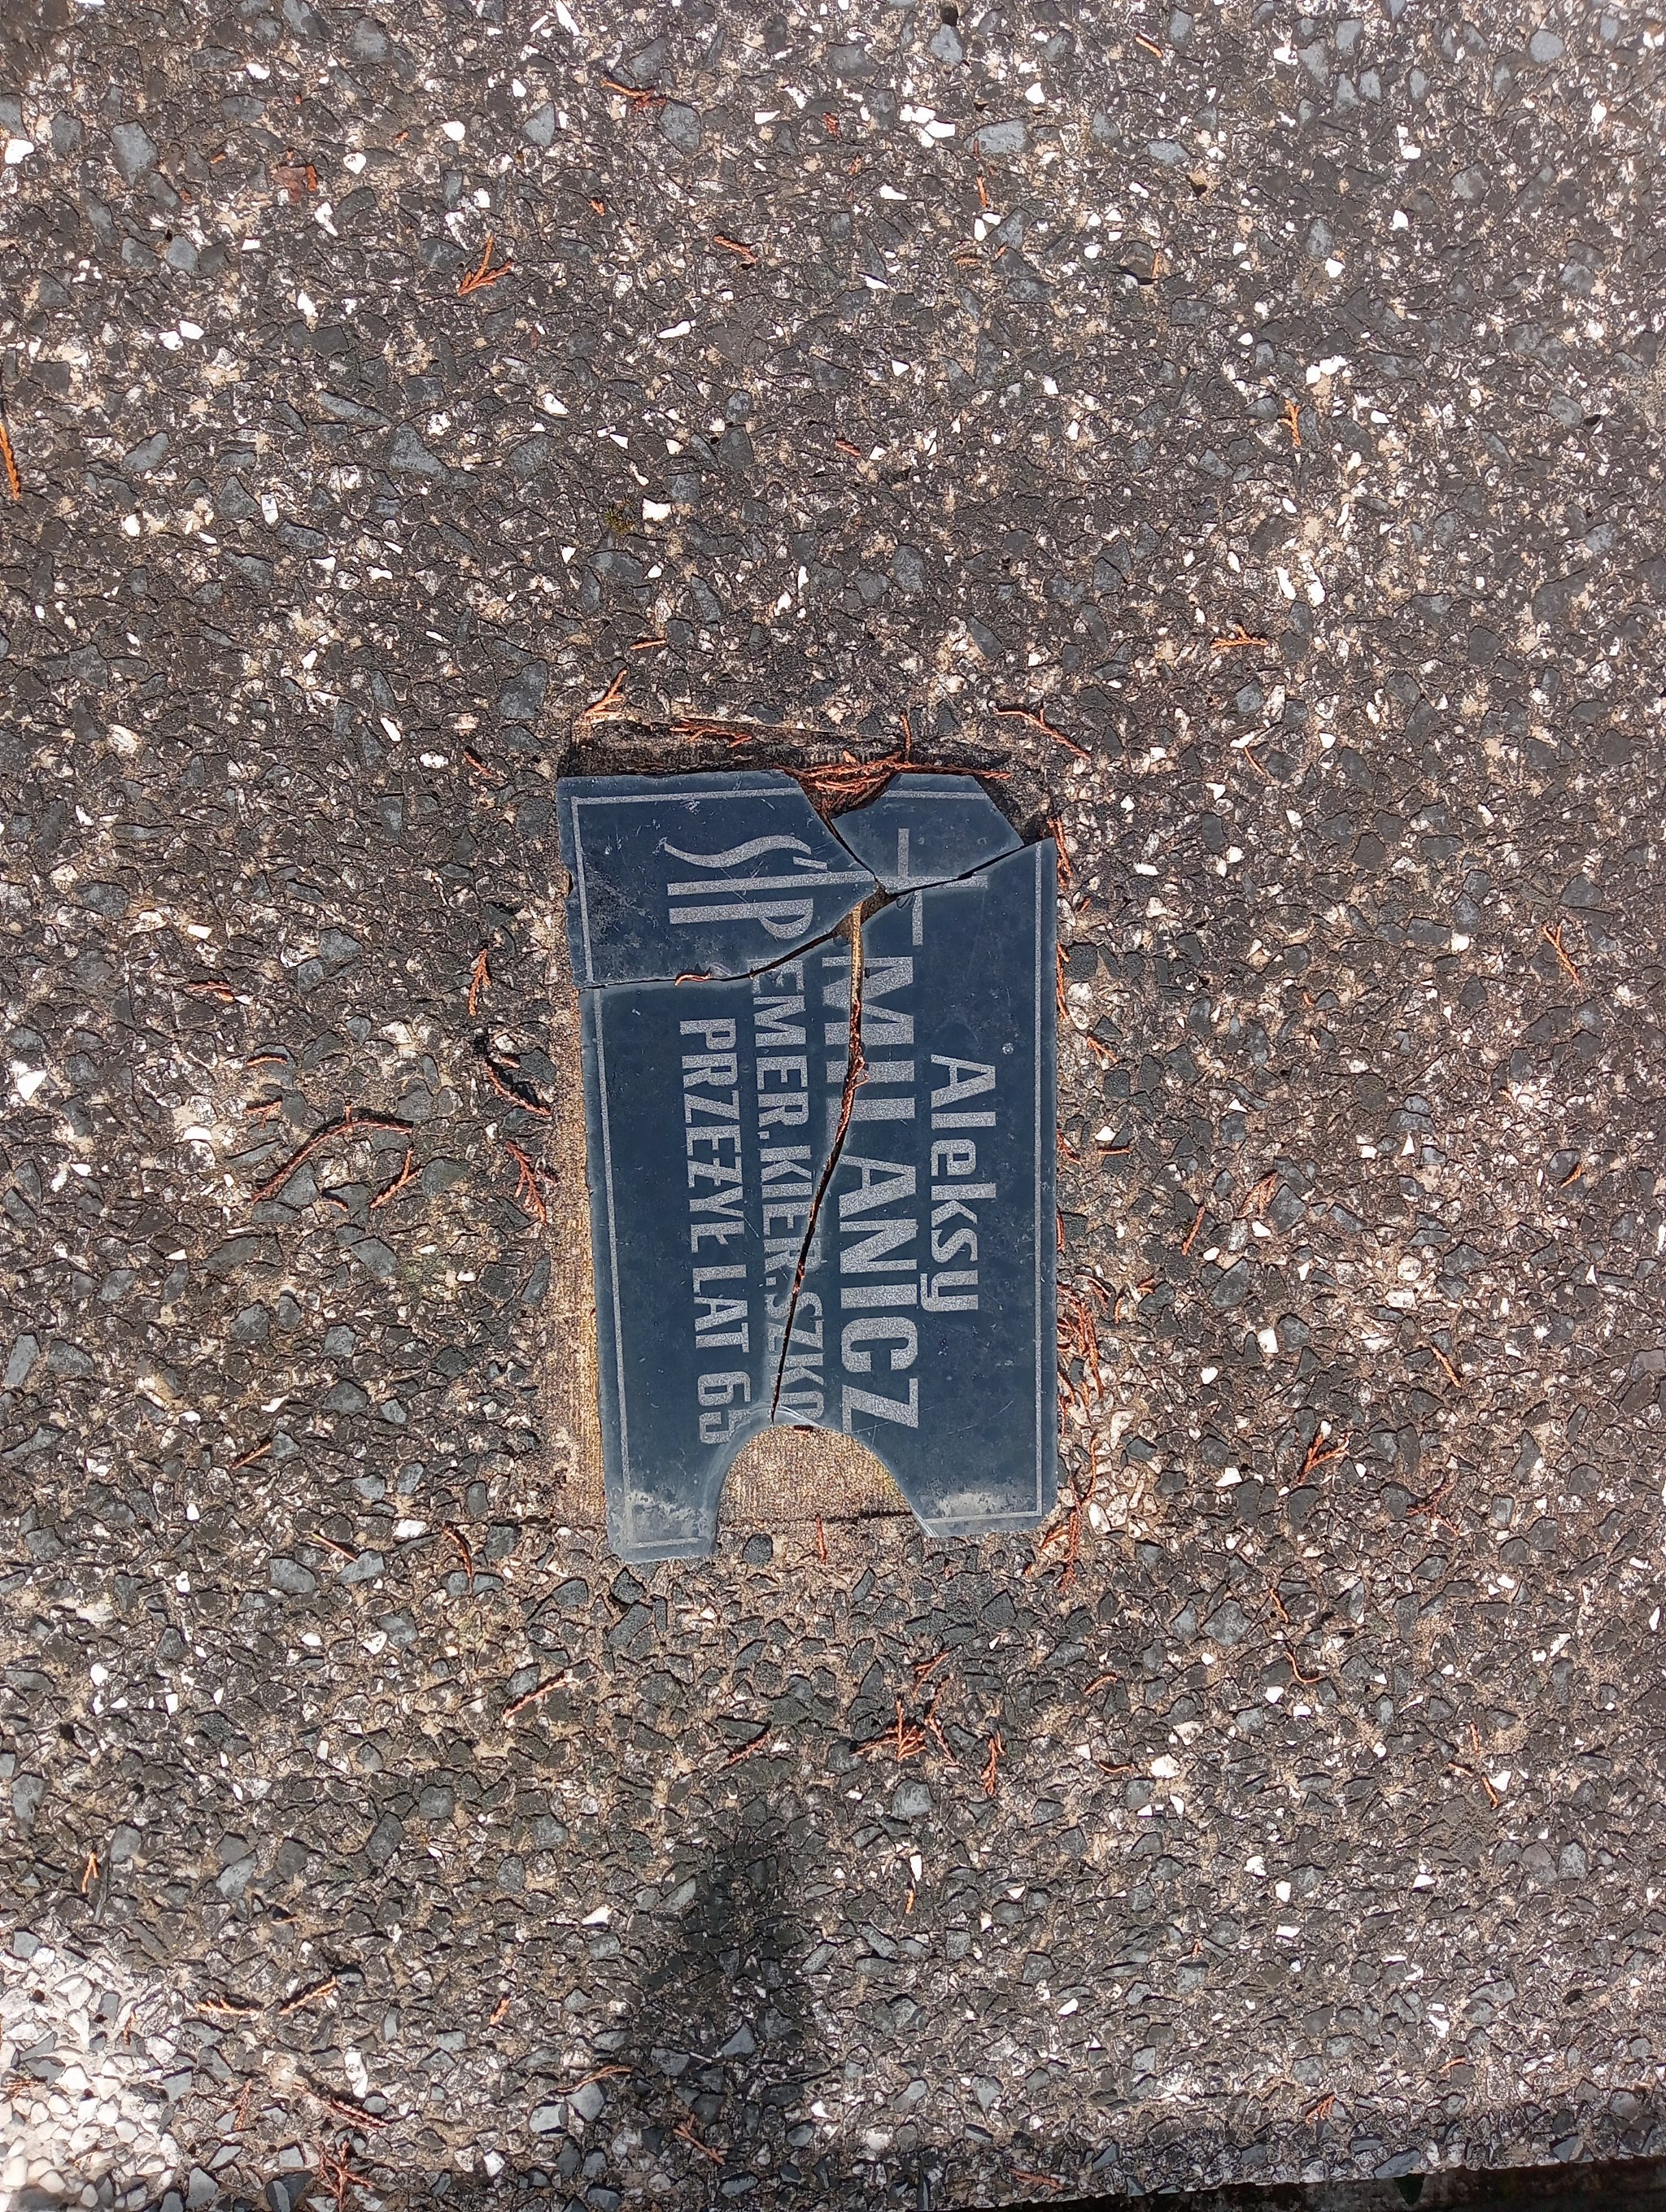 Aleksy
MILANICZ
ŚP EMER. KIER. SZKO
PRZEŻYŁ LAT 65